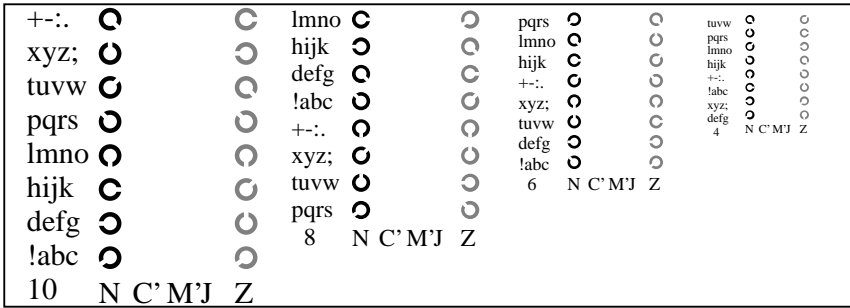 +-:.
xyz;
tuvw
pqrs
lmno
hijk
defg
!abc
10 N C' M'J Z
lmno
hijk
defg
!abc
+-:.
xyz;
tuvw
pqrs
8 N C' M'J Z
pqrs
lmno
hijk
+-:.
xyz;
tuvw
defg
!abc
6 N C' M'J Z
tuvw
pqrs
lmno
hijk
+-:.
!abc
xyz;
defg
4 N C' M'J Z